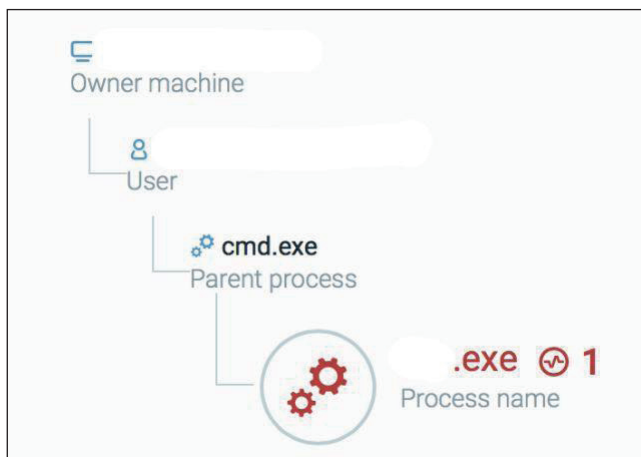 Owner machine
User
cmd.exe
Parent process
.exe 1
Process name